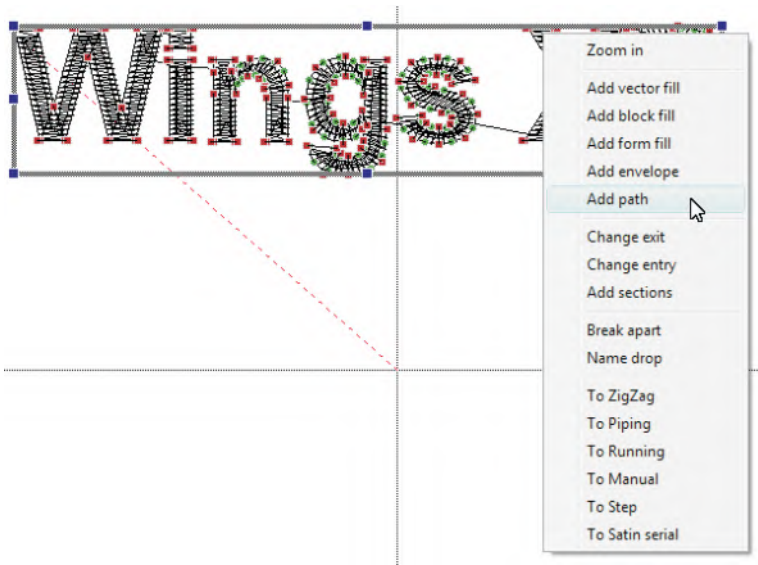 Wings
Zoom in
Add vector fill
Add block fill
Add form fill
Add envelope
Add path
Change exit
Change entry
Add sections
Break apart
Name drop
To ZigZag
To Piping
To Running
To Manual
To Step
To Satin serial